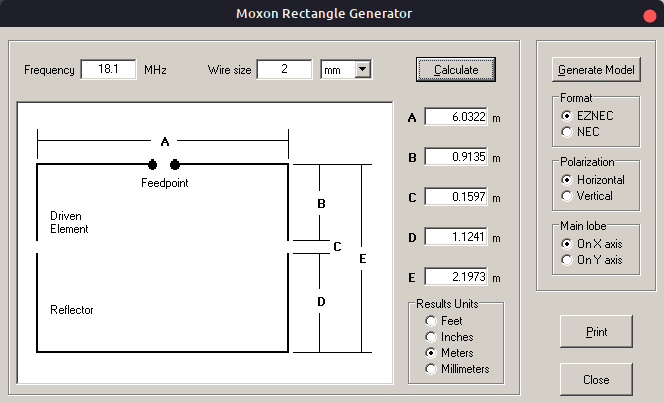 Moxon Rectangle Generator
Frequency 18.1 MHz Wire size 2 mm Calculate
Generate Model
Format
EZNEC
NEC
Polarization
Horizontal
Vertical
Main lobe
On X axis
On Y axis
Print
Close
A 6.0322 m
B 0.9135 m
C 0.1597 m
D 1.1241 m
E 2.1973 m
Results Units
Feet
Inches
Meters
Millimeters
A
Feedpoint
Driven
Element
B
C
E
D
Reflector